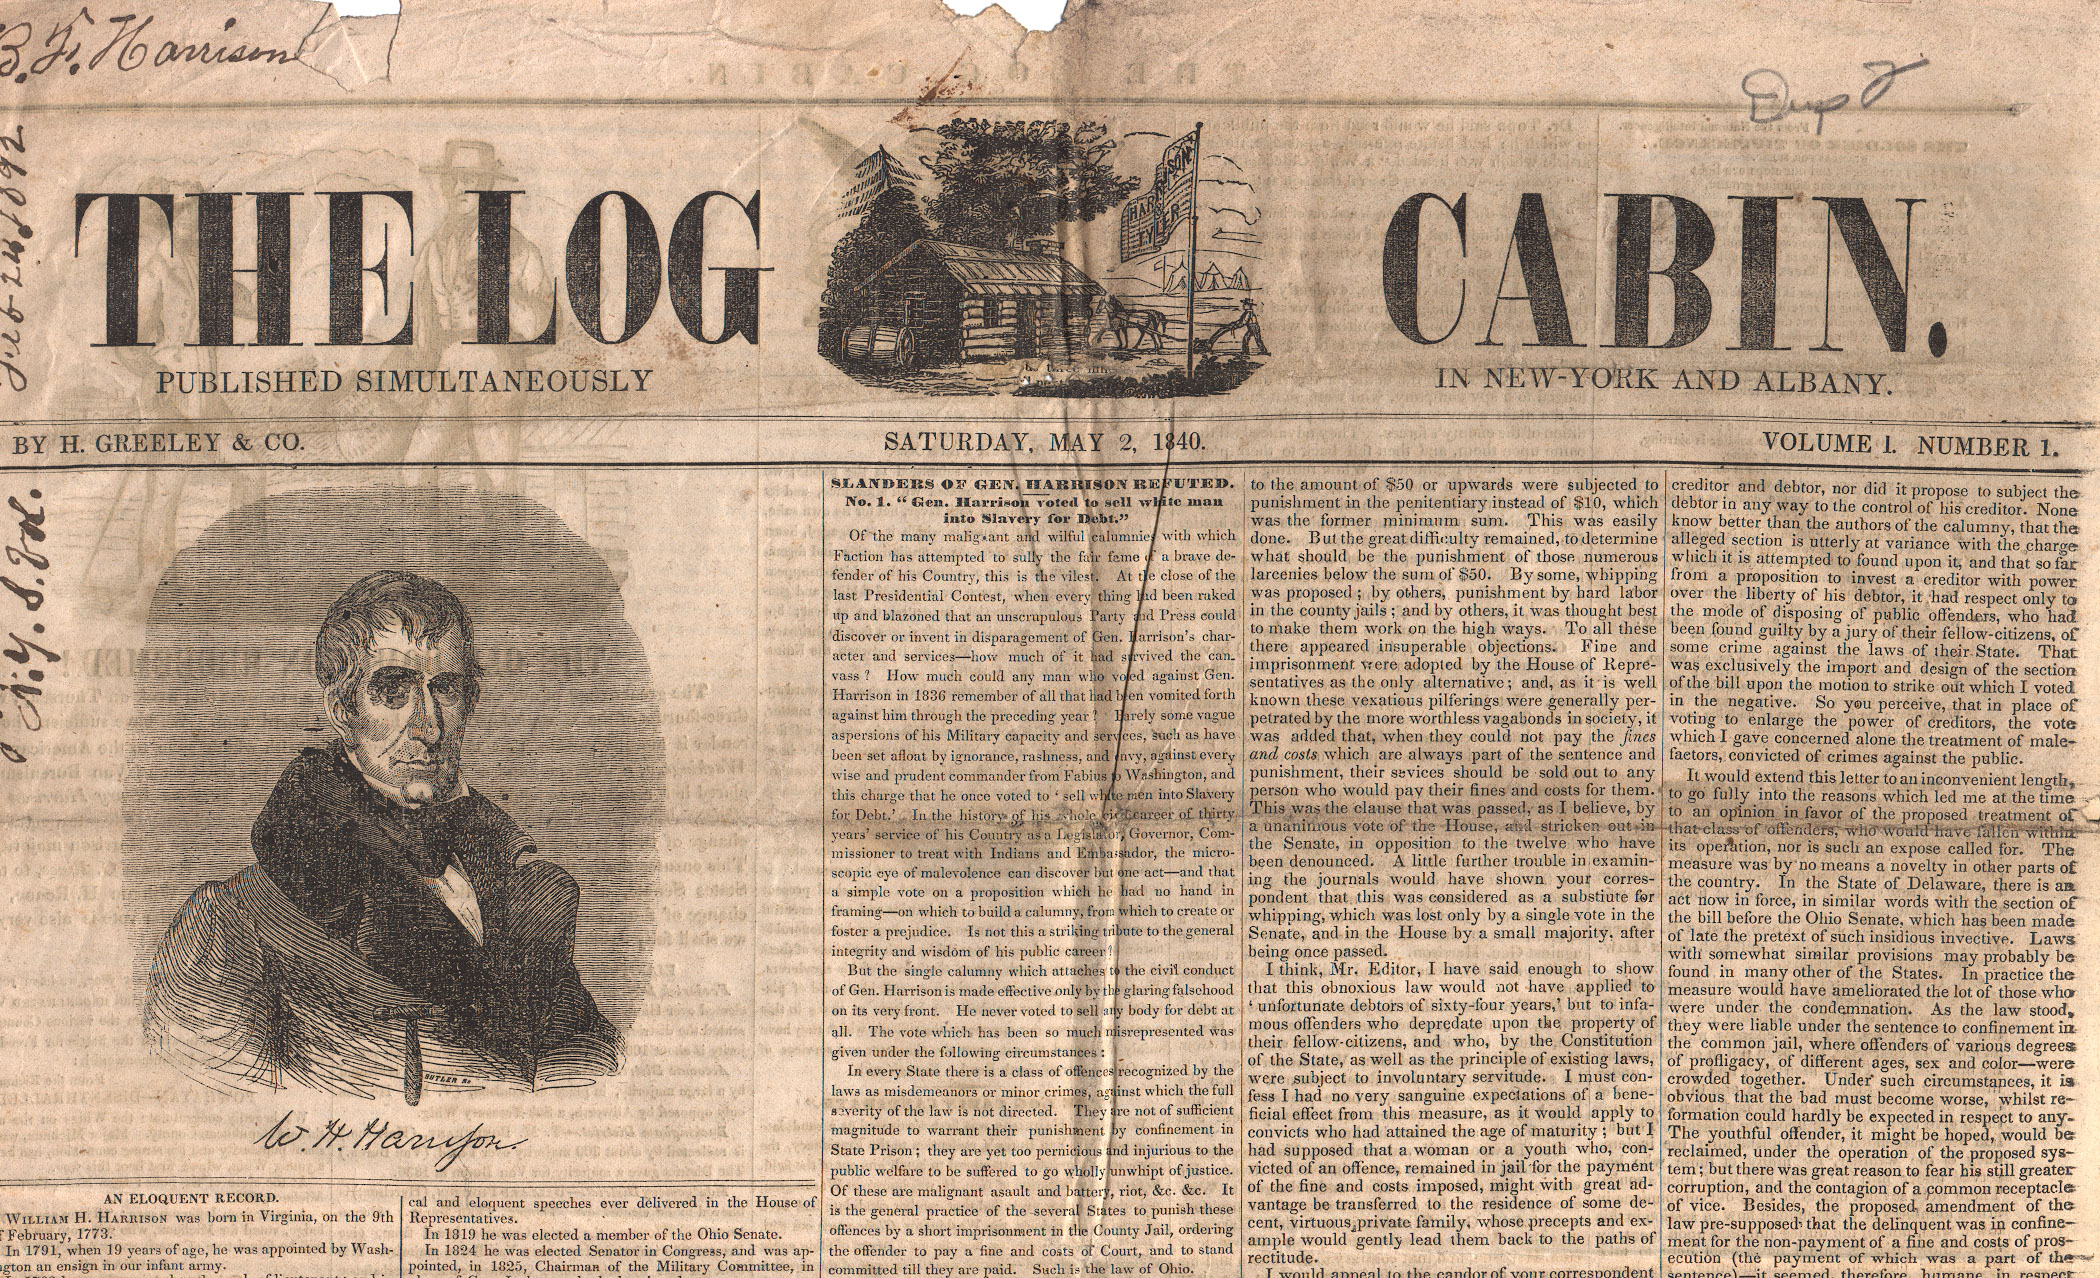 B. F. Harrison
Dup 2
Feb 24, 1892
THE LOG CABIN.
HARRISON & TYLER
PUBLISHED SIMULTANEOUSLY IN NEW-YORK AND ALBANY.
BY H. GREELEY & CO. SATURDAY, MAY 2, 1840. VOLUME I. NUMBER 1.
BUTLER
W. H. Harrison.
AN ELOQUENT RECORD.
WILLIAM H. HARRISON was born in Virginia, on the 9th
February, 1773.
In 1791, when 19 years of age, he was appointed by Wash-
gton an ensign in our infant army.
cal and eloquent speeches ever delivered in the House of
Representatives.
In 1819 he was elected a member of the Ohio Senate.
In 1824 he was elected Senator in Congress, and was ap-
pointed, in 1825, Chairman of the Military Committee, in
SLANDERS OF GEN. HARRISON REFUTED.
No. 1. “ Gen. Harrison voted to sell white man
into Slavery for Debt.”
Of the many malignant and wilful calumnies with which
Faction has attempted to sully the fair fame of a brave de-
fender of his Country, this is the vilest. At the close of the
last Presidential Contest, when every thing had been raked
up and blazoned that an unscrupulous Party and Press could
discover or invent in disparagement of Gen. Harrison’s char-
acter and services—how much of it had survived the can.
vass ? How much could any man who voted against Gen.
Harrison in 1836 remember of all that had been vomited forth
against him through the preceding year ? Barely some vague
aspersions of his Military capacity and services, such as have
been set afloat by ignorance, rashness, and envy, against every
wise and prudent commander from Fabius to Washington, and
this charge that he once voted to ‘ sell white men into Slavery
for Debt.’ In the history of his whole civil career of thirty
years’ service of his Country as a Legislator, Governor, Com-
missioner to treat with Indians and Embassador, the micro-
scopic eye of malevolence can discover but one act—and that
a simple vote on a proposition which he had no hand in
framing—on which to build a calumny, from which to create or
foster a prejudice. Is not this a striking tribute to the general
integrity and wisdom of his public career ?
But the single calumny which attaches to the civil conduct
of Gen. Harrison is made effective only by the glaring falsehood
on its very front. He never voted to sell any body for debt at
all. The vote which has been so much misrepresented was
given under the following circumstances :
In every State there is a class of offences recognized by the
laws as misdemeanors or minor crimes, against which the full
severity of the law is not directed. They are not of sufficient
magnitude to warrant their punishment by confinement in
State Prison ; they are yet too pernicious and injurious to the
public welfare to be suffered to go wholly unwhipt of justice.
Of these are malignant asault and battery, riot, &c. &c. It
is the general practice of the several States to punish these
offences by a short imprisonment in the County Jail, ordering
the offender to pay a fine and costs of Court, and to stand
committed till they are paid. Such is the law of Ohio.
to the amount of $50 or upwards were subjected to
punishment in the penitentiary instead of $10, which
was the former minimum sum. This was easily
done. But the great difficulty remained, to determine
what should be the punishment of those numerous
larcenies below the sum of $50. By some, whipping
was proposed ; by others, punishment by hard labor
in the county jails ; and by others, it was thought best
to make them work on the high ways. To all these
there appeared insuperable objections. Fine and
imprisonment were adopted by the House of Repre-
sentatives as the only alternative ; and, as it is well
known these vexatious pilferings were generally per-
petrated by the more worthless vagabonds in society, it
was added that, when they could not pay the fines
and costs which are always part of the sentence and
punishment, their sevices should be sold out to any
person who would pay their fines and costs for them.
This was the clause that was passed, as I believe, by
a unanimous vote of the House, and stricken out in
the Senate, in opposition to the twelve who have
been denounced. A little further trouble in examin-
ing the journals would have shown your corres-
pondent that this was considered as a substiute for
whipping, which was lost only by a single vote in the
Senate, and in the House by a small majority, after
being once passed.
I think, Mr. Editor, I have said enough to show
that this obnoxious law would not have applied to
‘ unfortunate debtors of sixty-four years,’ but to infa-
mous offenders who depredate upon the property of
their fellow-citizens, and who, by the Constitution
of the State, as well as the principle of existing laws,
were subject to involuntary servitude. I must con-
fess I had no very sanguine expectations of a bene-
ficial effect from this measure, as it would apply to
convicts who had attained the age of maturity ; but I
had supposed that a woman or a youth who, con-
victed of an offence, remained in jail for the payment
of the fine and costs imposed, might with great ad-
vantage be transferred to the residence of some de-
cent, virtuous, private family, whose precepts and ex-
ample would gently lead them back to the paths of
rectitude.
I would appeal to the candor of your correspondent
creditor and debtor, nor did it propose to subject the
debtor in any way to the control of his creditor. None
know better than the authors of the calumny, that the
alleged section is utterly at variance with the charge
which it is attempted to found upon it, and that so far
from a proposition to invest a creditor with power
over the liberty of his debtor, it had respect only to
the mode of disposing of public offenders, who had
been found guilty by a jury of their fellow-citizens, of
some crime against the laws of their State. That
was exclusively the import and design of the section
of the bill upon the motion to strike out which I voted
in the negative. So you perceive, that in place of
voting to enlarge the power of creditors, the vote
which I gave concerned alone the treatment of male-
factors, convicted of crimes against the public.
It would extend this letter to an inconvenient length,
to go fully into the reasons which led me at the time
to an opinion in favor of the proposed treatment of
that class of offenders, who would have fallen within
its operation, nor is such an expose called for. The
measure was by no means a novelty in other parts of
the country. In the State of Delaware, there is an
act now in force, in similar words with the section of
the bill before the Ohio Senate, which has been made
of late the pretext of such insidious invective. Laws
with somewhat similar provisions may probably be
found in many other of the States. In practice the
measure would have ameliorated the lot of those who
were under the condemnation. As the law stood,
they were liable under the sentence to confinement in
the common jail, where offenders of various degrees
of profligacy, of different ages, sex and color—were
crowded together. Under such circumstances, it is
obvious that the bad must become worse, whilst re-
formation could hardly be expected in respect to any.
The youthful offender, it might be hoped, would be
reclaimed, under the operation of the proposed sys-
tem ; but there was great reason to fear his still greater
corruption, and the contagion of a common receptacle
of vice. Besides, the proposed amendment of the
law pre-supposed that the delinquent was in confine-
ment for the non-payment of a fine and costs of pros-
ecution (the payment of which was a part of the
sentence)—it seemed, therefore, humane, in respect